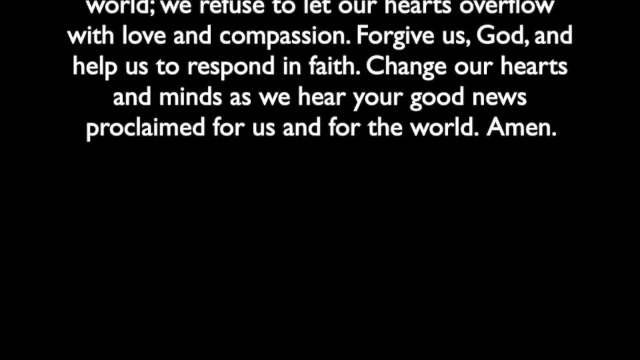 world; we refuse to let our hearts overflow
with love and compassion. Forgive us, God, and
help us to respond in faith. Change our hearts
and minds as we hear your good news
proclaimed for us and for the world. Amen.